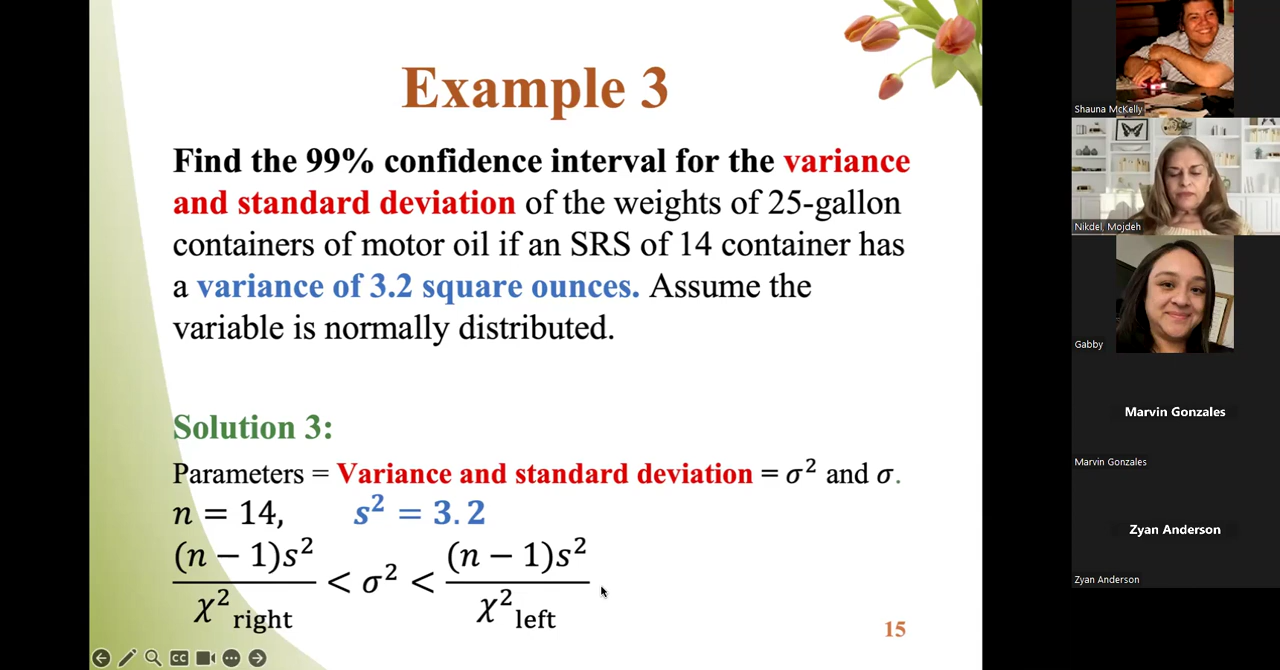 Example 3
Find the 99% confidence interval for the variance
and standard deviation of the weights of 25-gallon
containers of motor oil if an SRS of 14 container has
a variance of 3.2 square ounces. Assume the
variable is normally distributed.
Solution 3:
Parameters = Variance and standard deviation = σ² and σ.
n = 14, s² = 3.2
(n − 1)s² / χ²right < σ² < (n − 1)s² / χ²left
15
CC
Shauna McKelly
Nikdel, Mojdeh
Gabby
Marvin Gonzales
Marvin Gonzales
Zyan Anderson
Zyan Anderson